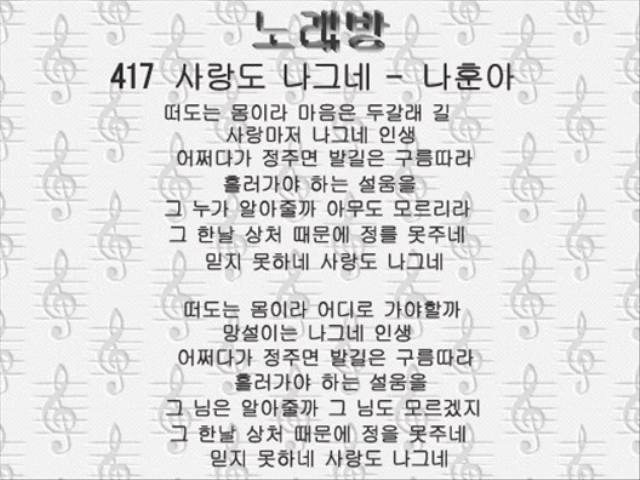 노래방
417 사랑도 나그네 - 나훈아
떠도는 몸이라 마음은 두갈래 길
사랑마저 나그네 인생
어쩌다가 정주면 발길은 구름따라
흘러가야 하는 설움을
그 누가 알아줄까 아무도 모르리라
그 한날 상처 때문에 정를 못주네
믿지 못하네 사랑도 나그네
떠도는 몸이라 어디로 가야할까
망설이는 나그네 인생
어쩌다가 정주면 발길은 구름따라
흘러가야 하는 설움을
그 님은 알아줄까 그 님도 모르겠지
그 한날 상처 때문에 정을 못주네
믿지 못하네 사랑도 나그네